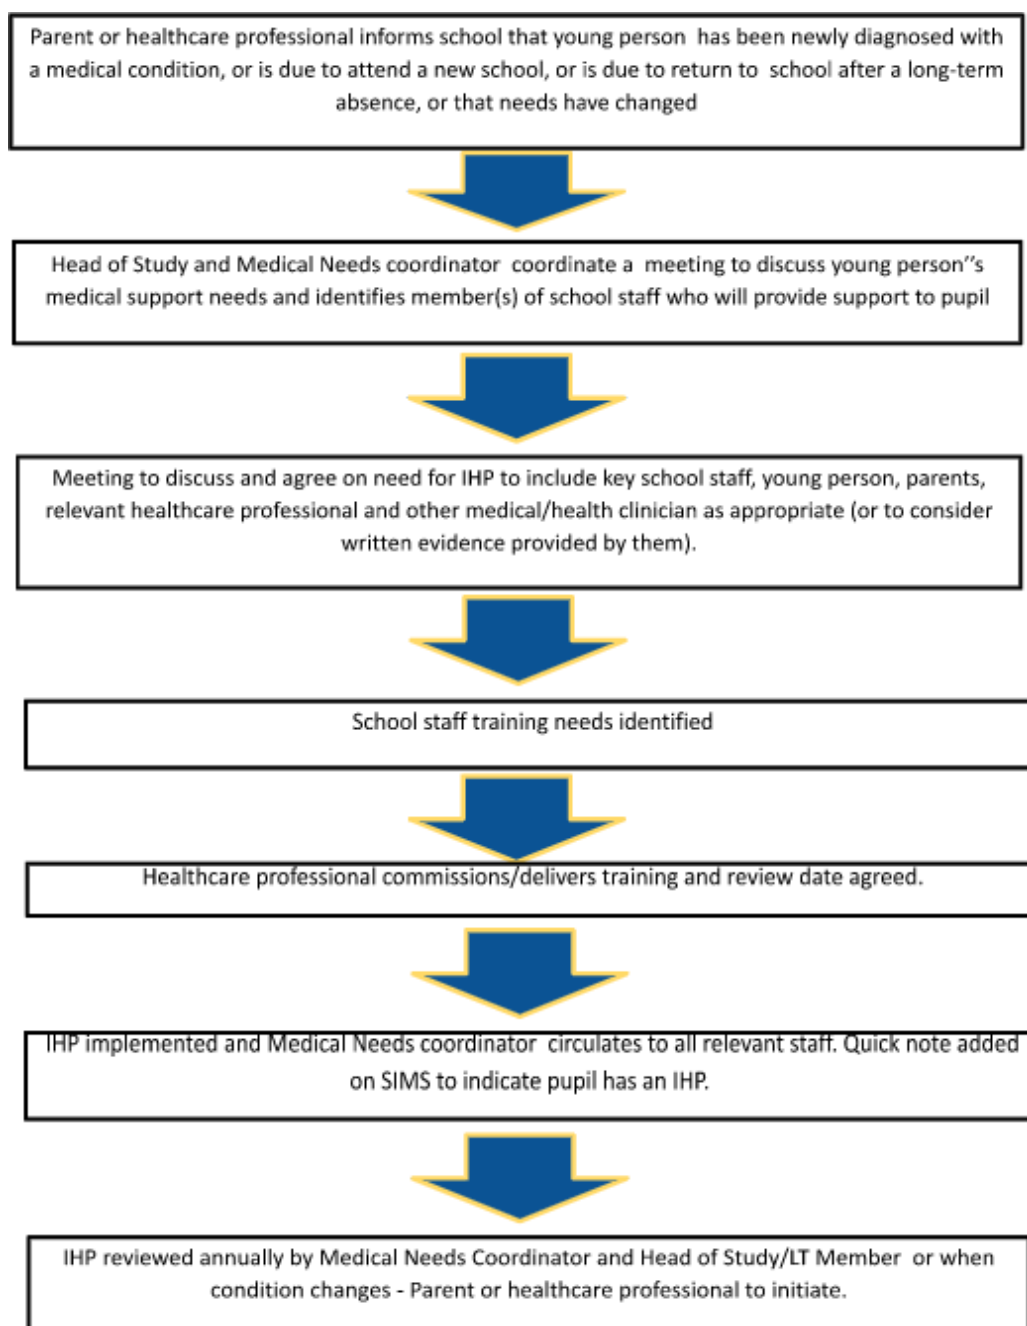 Parent or healthcare professional informs school that young person  has been newly diagnosed with
a medical condition, or is due to attend a new school, or is due to return to  school after a long-term
absence, or that needs have changed
Head of Study and Medical Needs coordinator  coordinate a  meeting to discuss young person"s
medical support needs and identifies member(s) of school staff who will provide support to pupil
Meeting to discuss and agree on need for IHP to include key school staff, young person, parents,
relevant healthcare professional and other medical/health clinician as appropriate (or to consider
written evidence provided by them).
School staff training needs identified
Healthcare professional commissions/delivers training and review date agreed.
IHP implemented and Medical Needs coordinator  circulates to all relevant staff. Quick note added
on SIMS to indicate pupil has an IHP.
IHP reviewed annually by Medical Needs Coordinator and Head of Study/LT Member  or when
condition changes - Parent or healthcare professional to initiate.